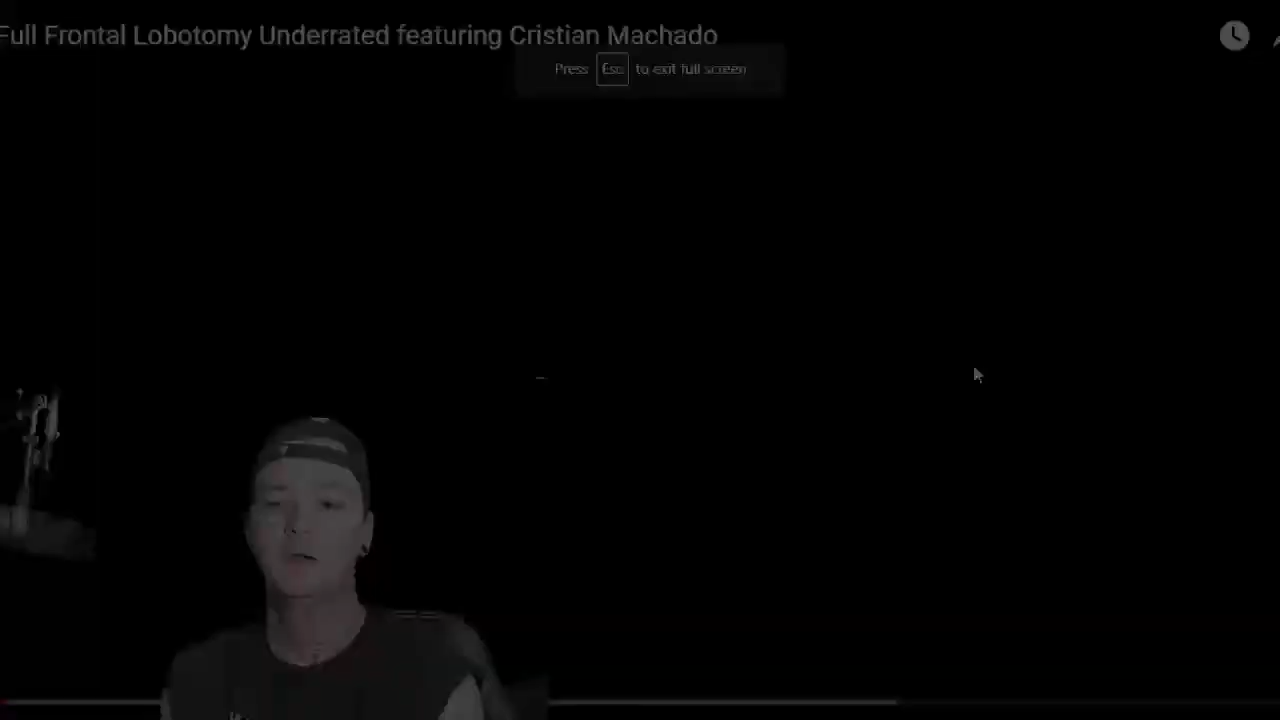 Full Frontal Lobotomy Underrated featuring Cristian Machado
Press Esc to exit full screen